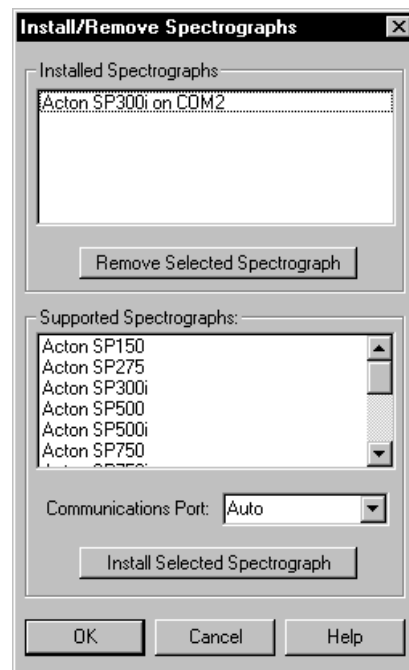 Install/Remove Spectrographs
Installed Spectrographs
Acton SP300i on COM2
Remove Selected Spectrograph
Supported Spectrographs:
Acton SP150
Acton SP275
Acton SP300i
Acton SP500
Acton SP500i
Acton SP750
Communications Port: Auto
Install Selected Spectrograph
OK Cancel Help